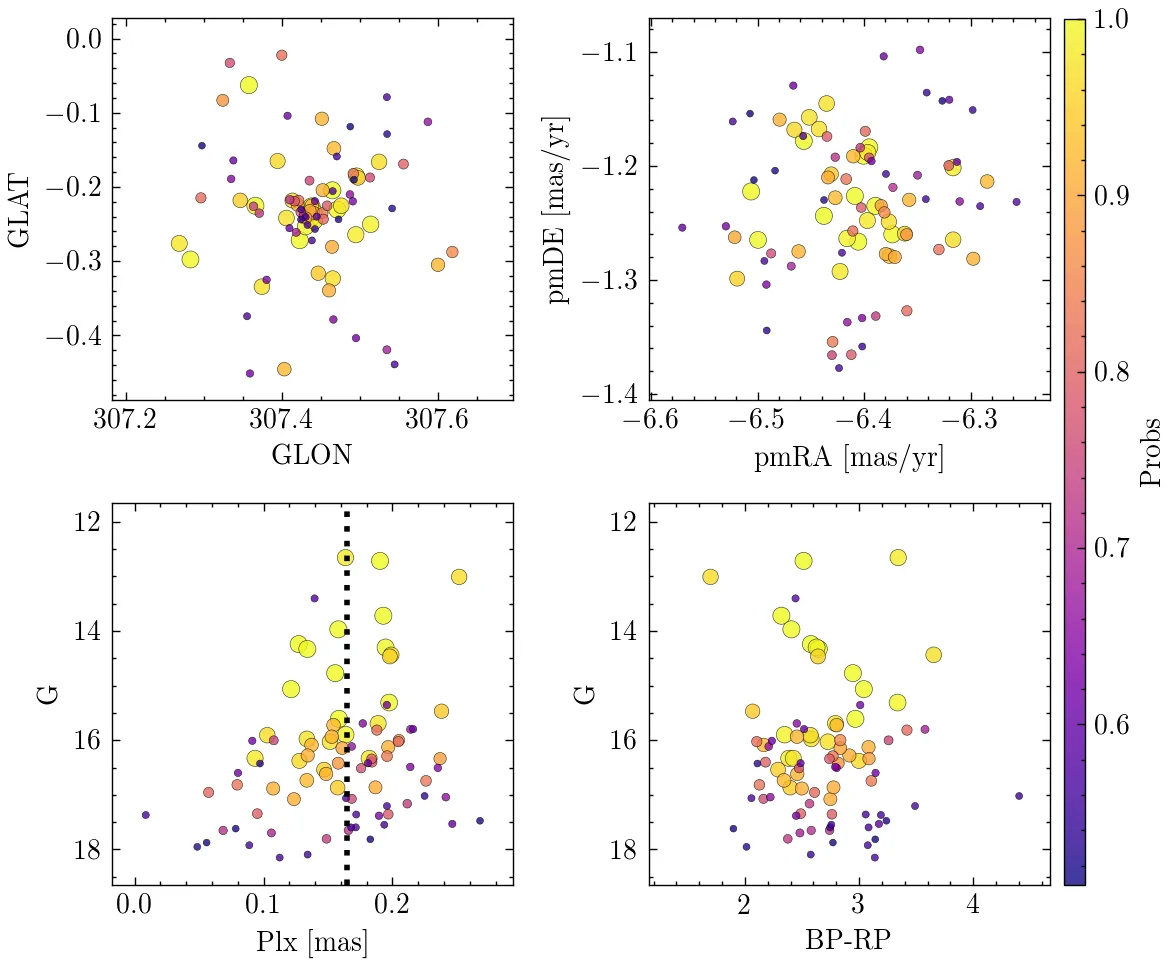 0.0
−0.1
−0.2
−0.3
−0.4
GLAT
307.2 307.4 307.6
GLON
−1.1
−1.2
−1.3
−1.4
pmDE [mas/yr]
−6.6 −6.5 −6.4 −6.3
pmRA [mas/yr]
12
14
16
18
G
0.0 0.1 0.2
Plx [mas]
12
14
16
18
G
2 3 4
BP-RP
1.0
0.9
0.8
0.7
0.6
Probs